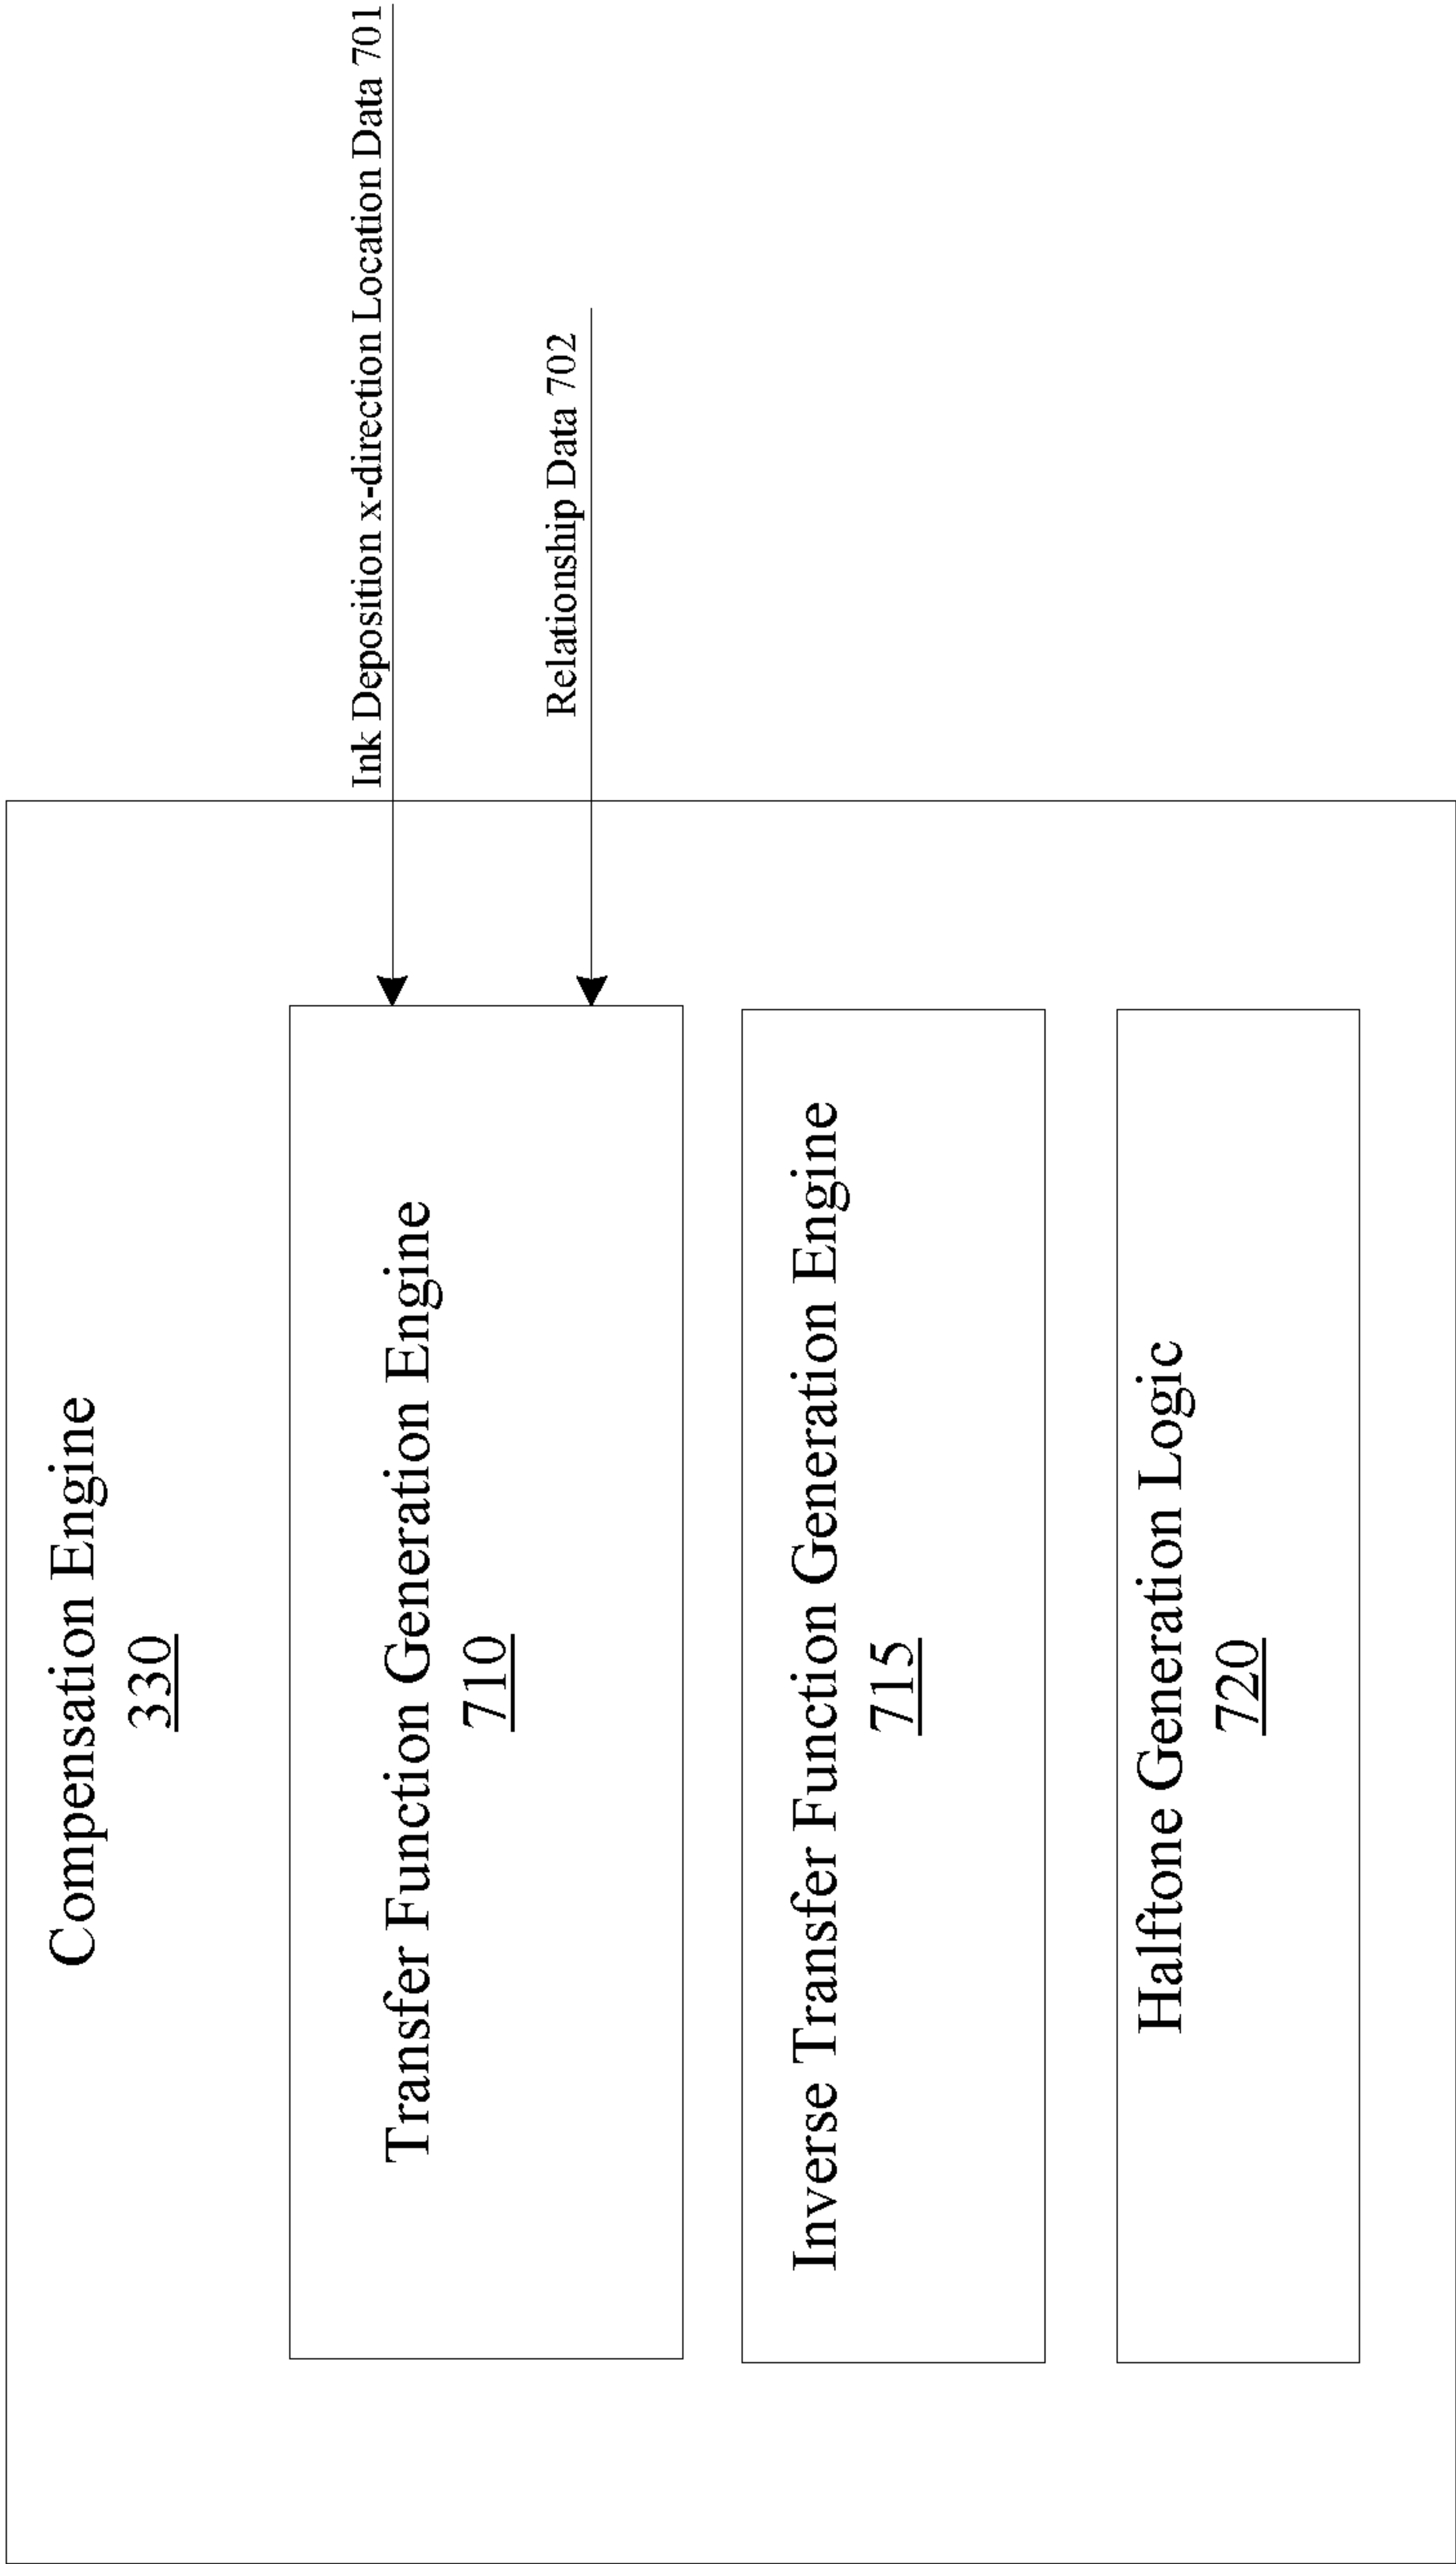 Compensation Engine
330
Ink Deposition x-direction Location Data 701
Relationship Data 702
Transfer Function Generation Engine
710
Inverse Transfer Function Generation Engine
715
Halftone Generation Logic
720